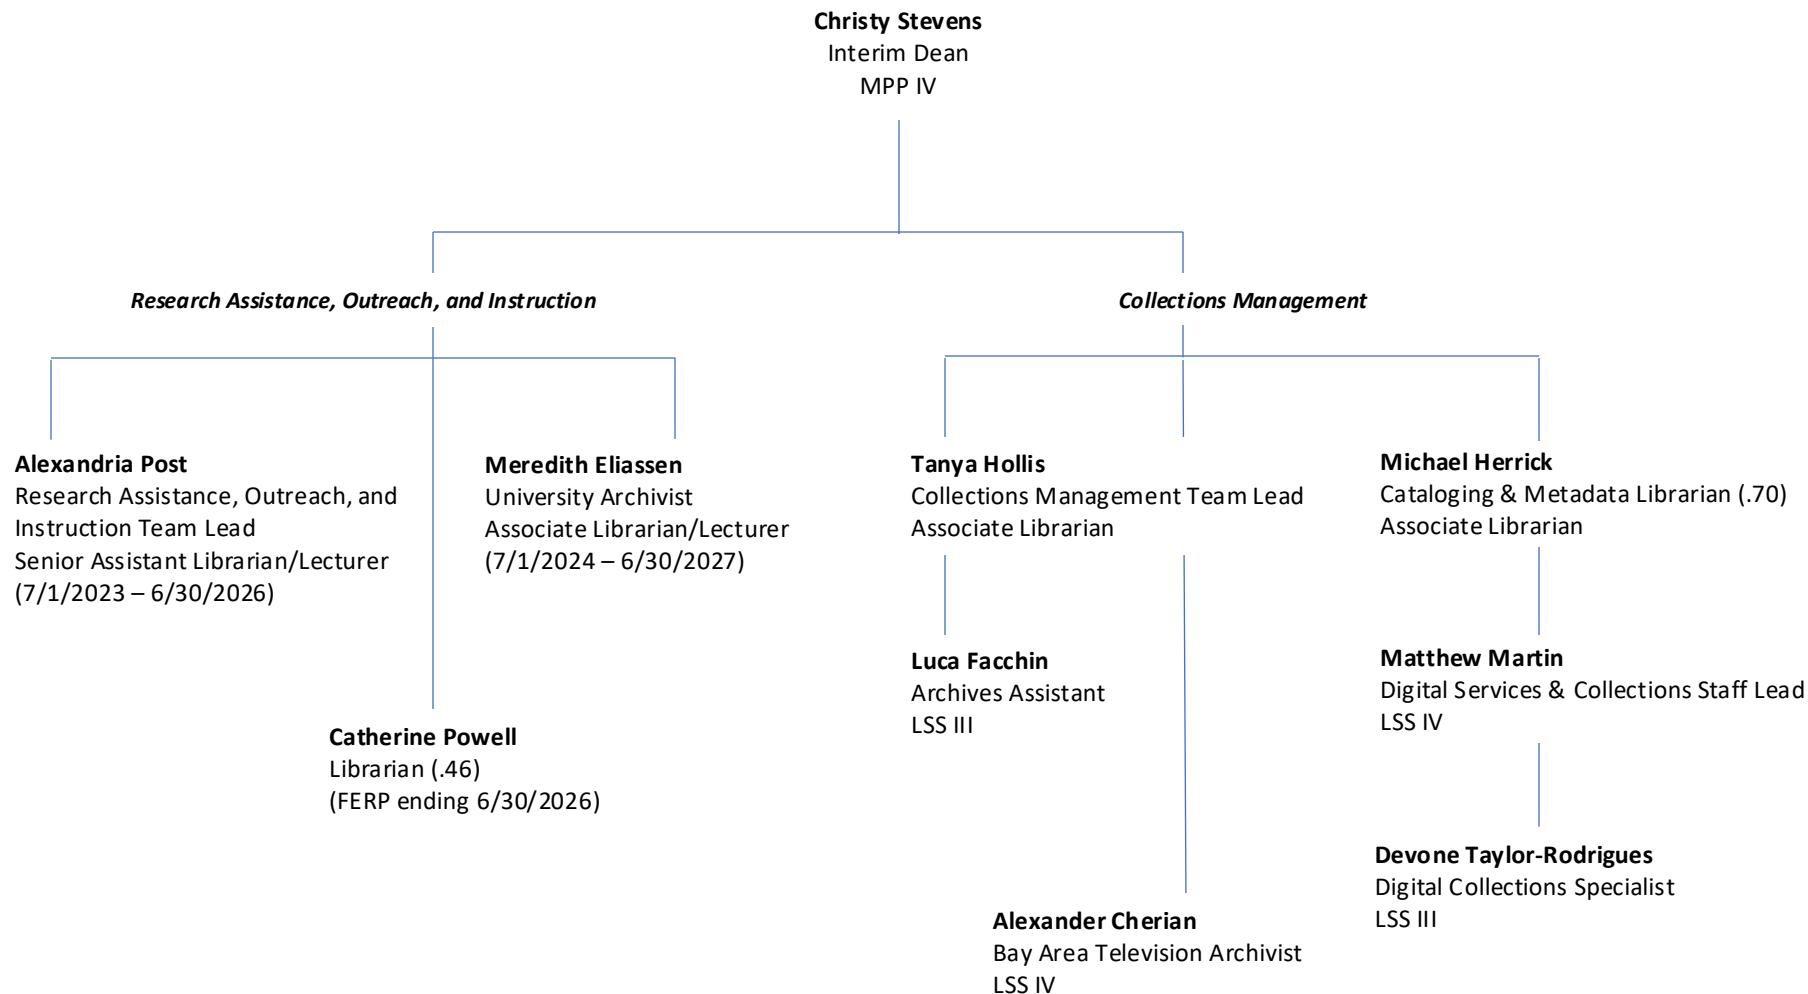 Christy Stevens
Interim Dean
MPP IV
Research Assistance, Outreach, and Instruction
Collections Management
Alexandria Post
Research Assistance, Outreach, and
Instruction Team Lead
Senior Assistant Librarian/Lecturer
(7/1/2023 – 6/30/2026)
Meredith Eliassen
University Archivist
Associate Librarian/Lecturer
(7/1/2024 – 6/30/2027)
Catherine Powell
Librarian (.46)
(FERP ending 6/30/2026)
Tanya Hollis
Collections Management Team Lead
Associate Librarian
Luca Facchin
Archives Assistant
LSS III
Alexander Cherian
Bay Area Television Archivist
LSS IV
Michael Herrick
Cataloging & Metadata Librarian (.70)
Associate Librarian
Matthew Martin
Digital Services & Collections Staff Lead
LSS IV
Devone Taylor-Rodrigues
Digital Collections Specialist
LSS III